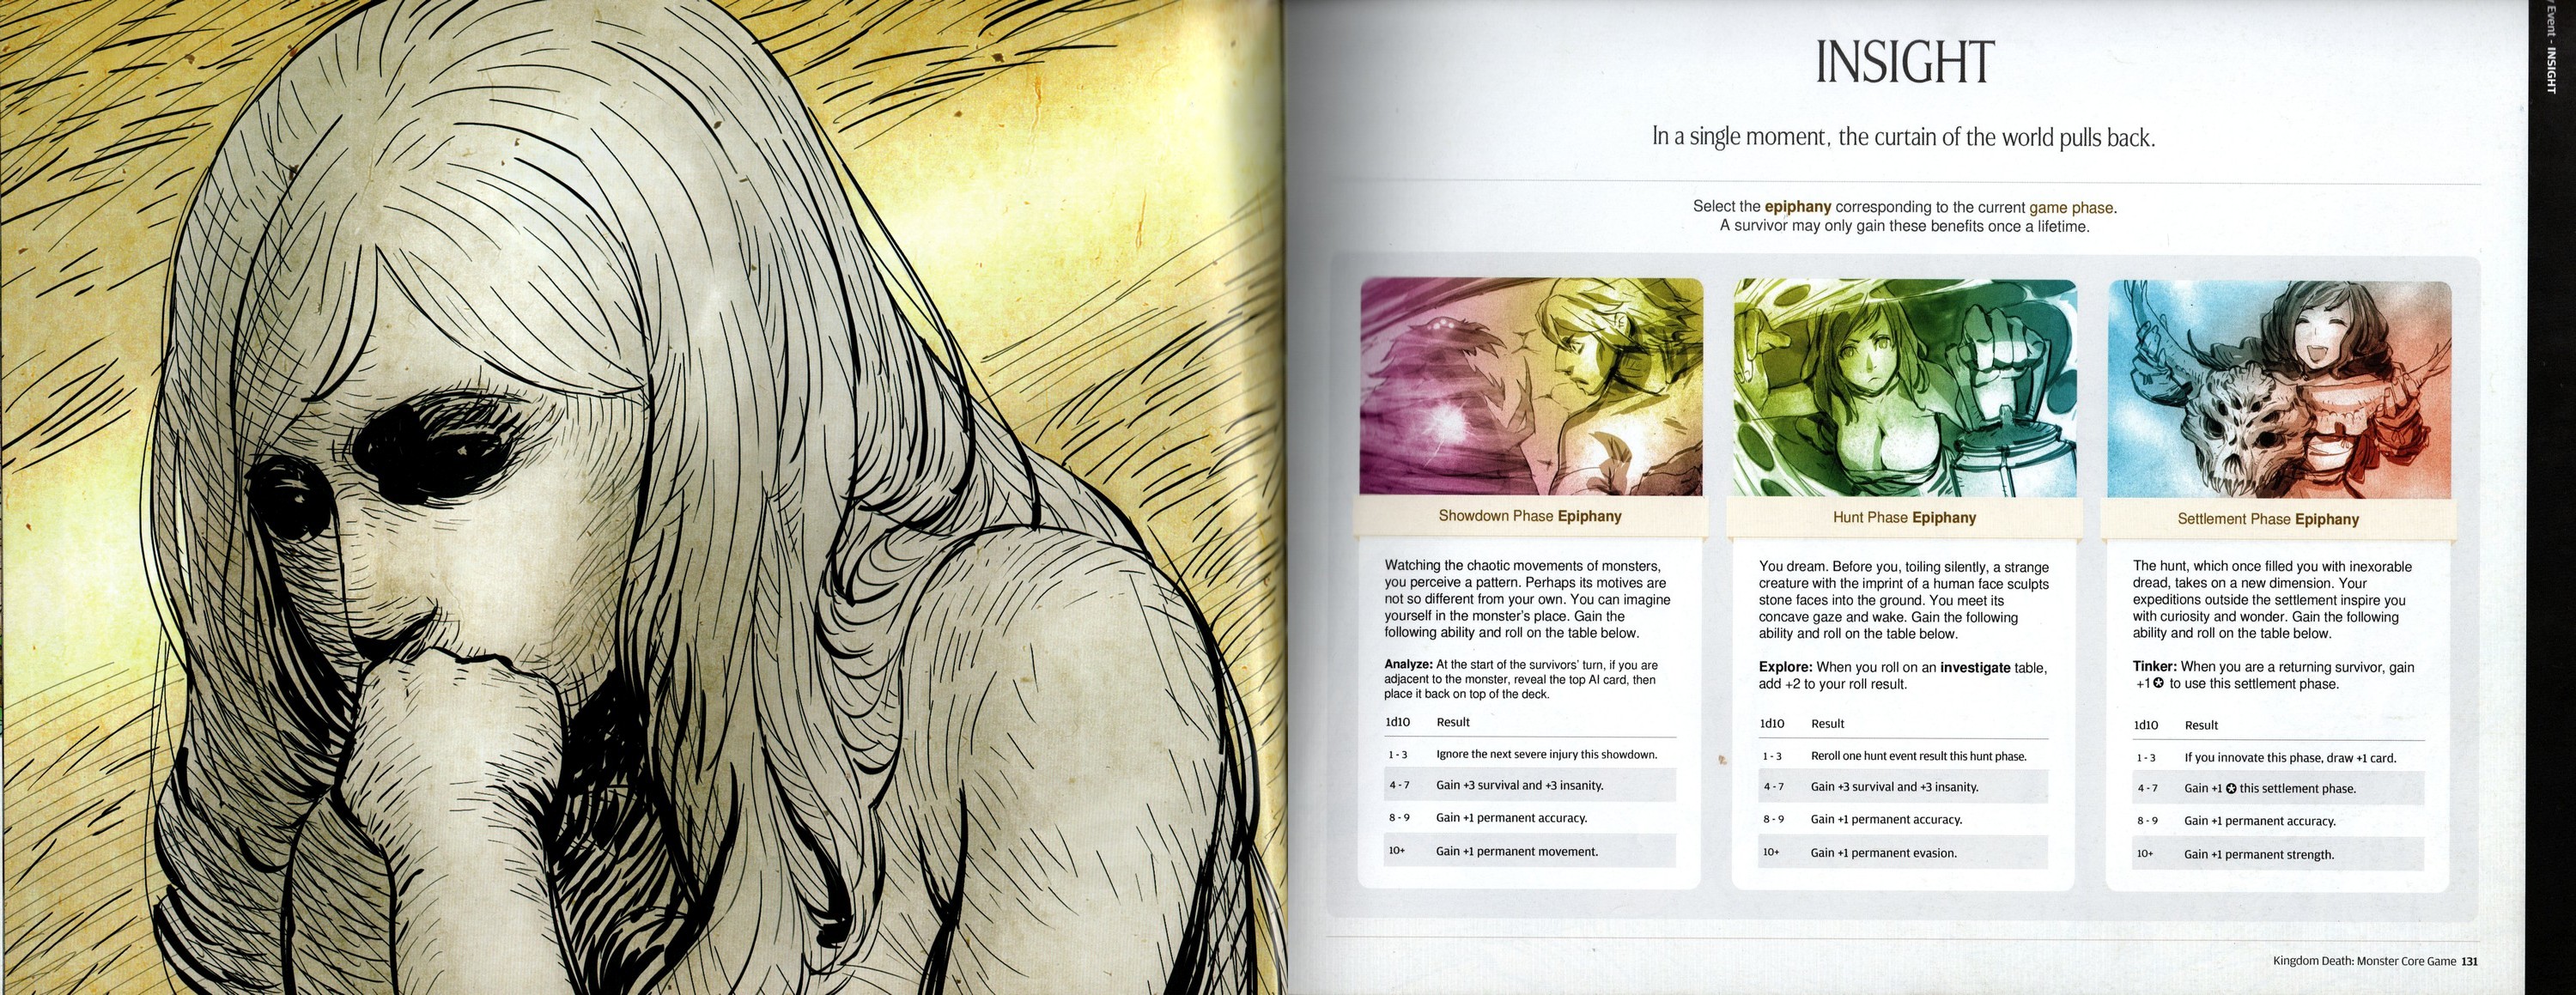 INSIGHT
In a single moment, the curtain of the world pulls back.
Select the epiphany corresponding to the current game phase.
A survivor may only gain these benefits once a lifetime.
Showdown Phase Epiphany
Watching the chaotic movements of monsters,
you perceive a pattern. Perhaps its motives are
not so different from your own. You can imagine
yourself in the monster's place. Gain the
following ability and roll on the table below.
Analyze: At the start of the survivors' turn, if you are
adjacent to the monster, reveal the top AI card, then
place it back on top of the deck.
1d10 Result
1 - 3 Ignore the next severe injury this showdown.
4 - 7 Gain +3 survival and +3 insanity.
8 - 9 Gain +1 permanent accuracy.
10+ Gain +1 permanent movement.
Hunt Phase Epiphany
You dream. Before you, toiling silently, a strange
creature with the imprint of a human face sculpts
stone faces into the ground. You meet its
concave gaze and wake. Gain the following
ability and roll on the table below.
Explore: When you roll on an investigate table,
add +2 to your roll result.
1d10 Result
1 - 3 Reroll one hunt event result this hunt phase.
4 - 7 Gain +3 survival and +3 insanity.
8 - 9 Gain +1 permanent accuracy.
10+ Gain +1 permanent evasion.
Settlement Phase Epiphany
The hunt, which once filled you with inexorable
dread, takes on a new dimension. Your
expeditions outside the settlement inspire you
with curiosity and wonder. Gain the following
ability and roll on the table below.
Tinker: When you are a returning survivor, gain
+1✪ to use this settlement phase.
1d10 Result
1 - 3 If you innovate this phase, draw +1 card.
4 - 7 Gain +1 ✪ this settlement phase.
8 - 9 Gain +1 permanent accuracy.
10+ Gain +1 permanent strength.
Kingdom Death: Monster Core Game 131
Event - INSIGHT